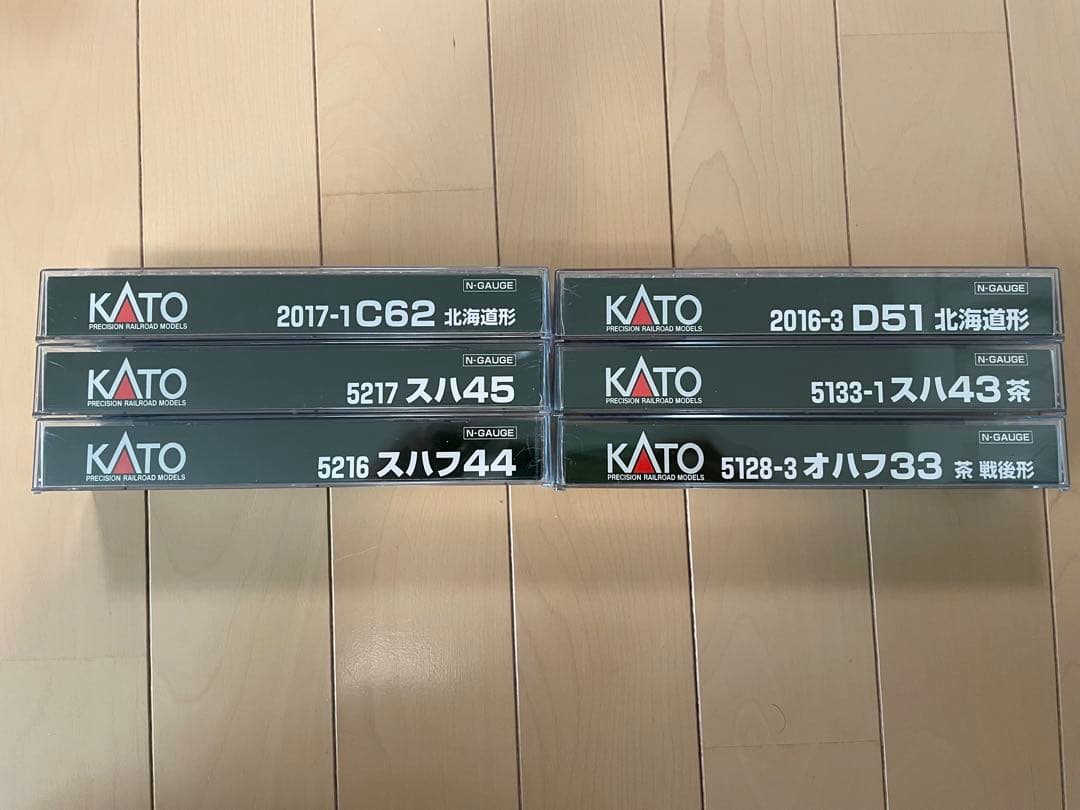 N-GAUGE
KATO 2017-1 C62 北海道形
PRECISION RAILROAD MODELS
N-GAUGE
KATO 5217 スハ45
PRECISION RAILROAD MODELS
N-GAUGE
KATO 5216 スハフ44
PRECISION RAILROAD MODELS
N-GAUGE
KATO 2016-3 D51 北海道形
PRECISION RAILROAD MODELS
N-GAUGE
KATO 5133-1 スハ43 茶
PRECISION RAILROAD MODELS
N-GAUGE
KATO 5128-3 オハフ33 茶 戦後形
PRECISION RAILROAD MODELS